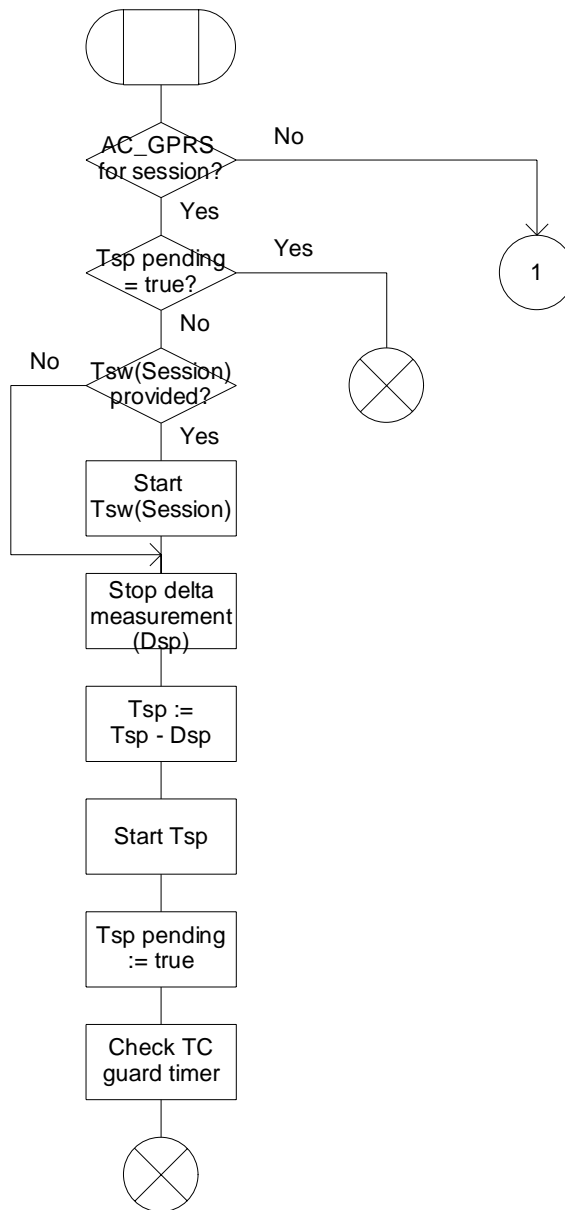 AC_GPRS
for session?
No
Yes
Tsp pending
= true?
Yes
1
No
No
Tsw(Session)
provided?
Yes
Start
Tsw(Session)
Stop delta
measurement
(Dsp)
Tsp :=
Tsp - Dsp
Start Tsp
Tsp pending
:= true
Check TC
guard timer